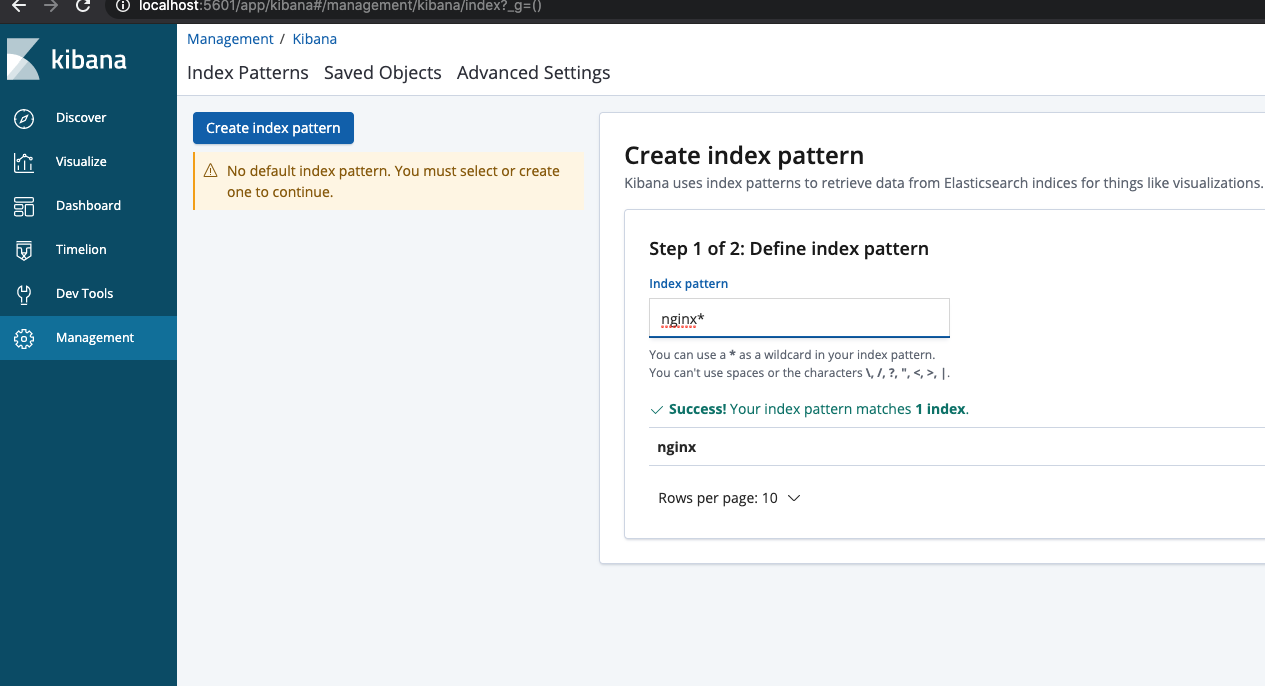 localhost:5601/app/kibana#/management/kibana/index?_g=()
kibana
Discover
Visualize
Dashboard
Timelion
Dev Tools
Management
Management / Kibana
Index Patterns Saved Objects Advanced Settings
Create index pattern
No default index pattern. You must select or create
one to continue.
Create index pattern
Kibana uses index patterns to retrieve data from Elasticsearch indices for things like visualizations.
Step 1 of 2: Define index pattern
Index pattern
nginx*
You can use a * as a wildcard in your index pattern.
You can't use spaces or the characters \, /, ?, ", <, >, |.
Success! Your index pattern matches 1 index.
nginx
Rows per page: 10